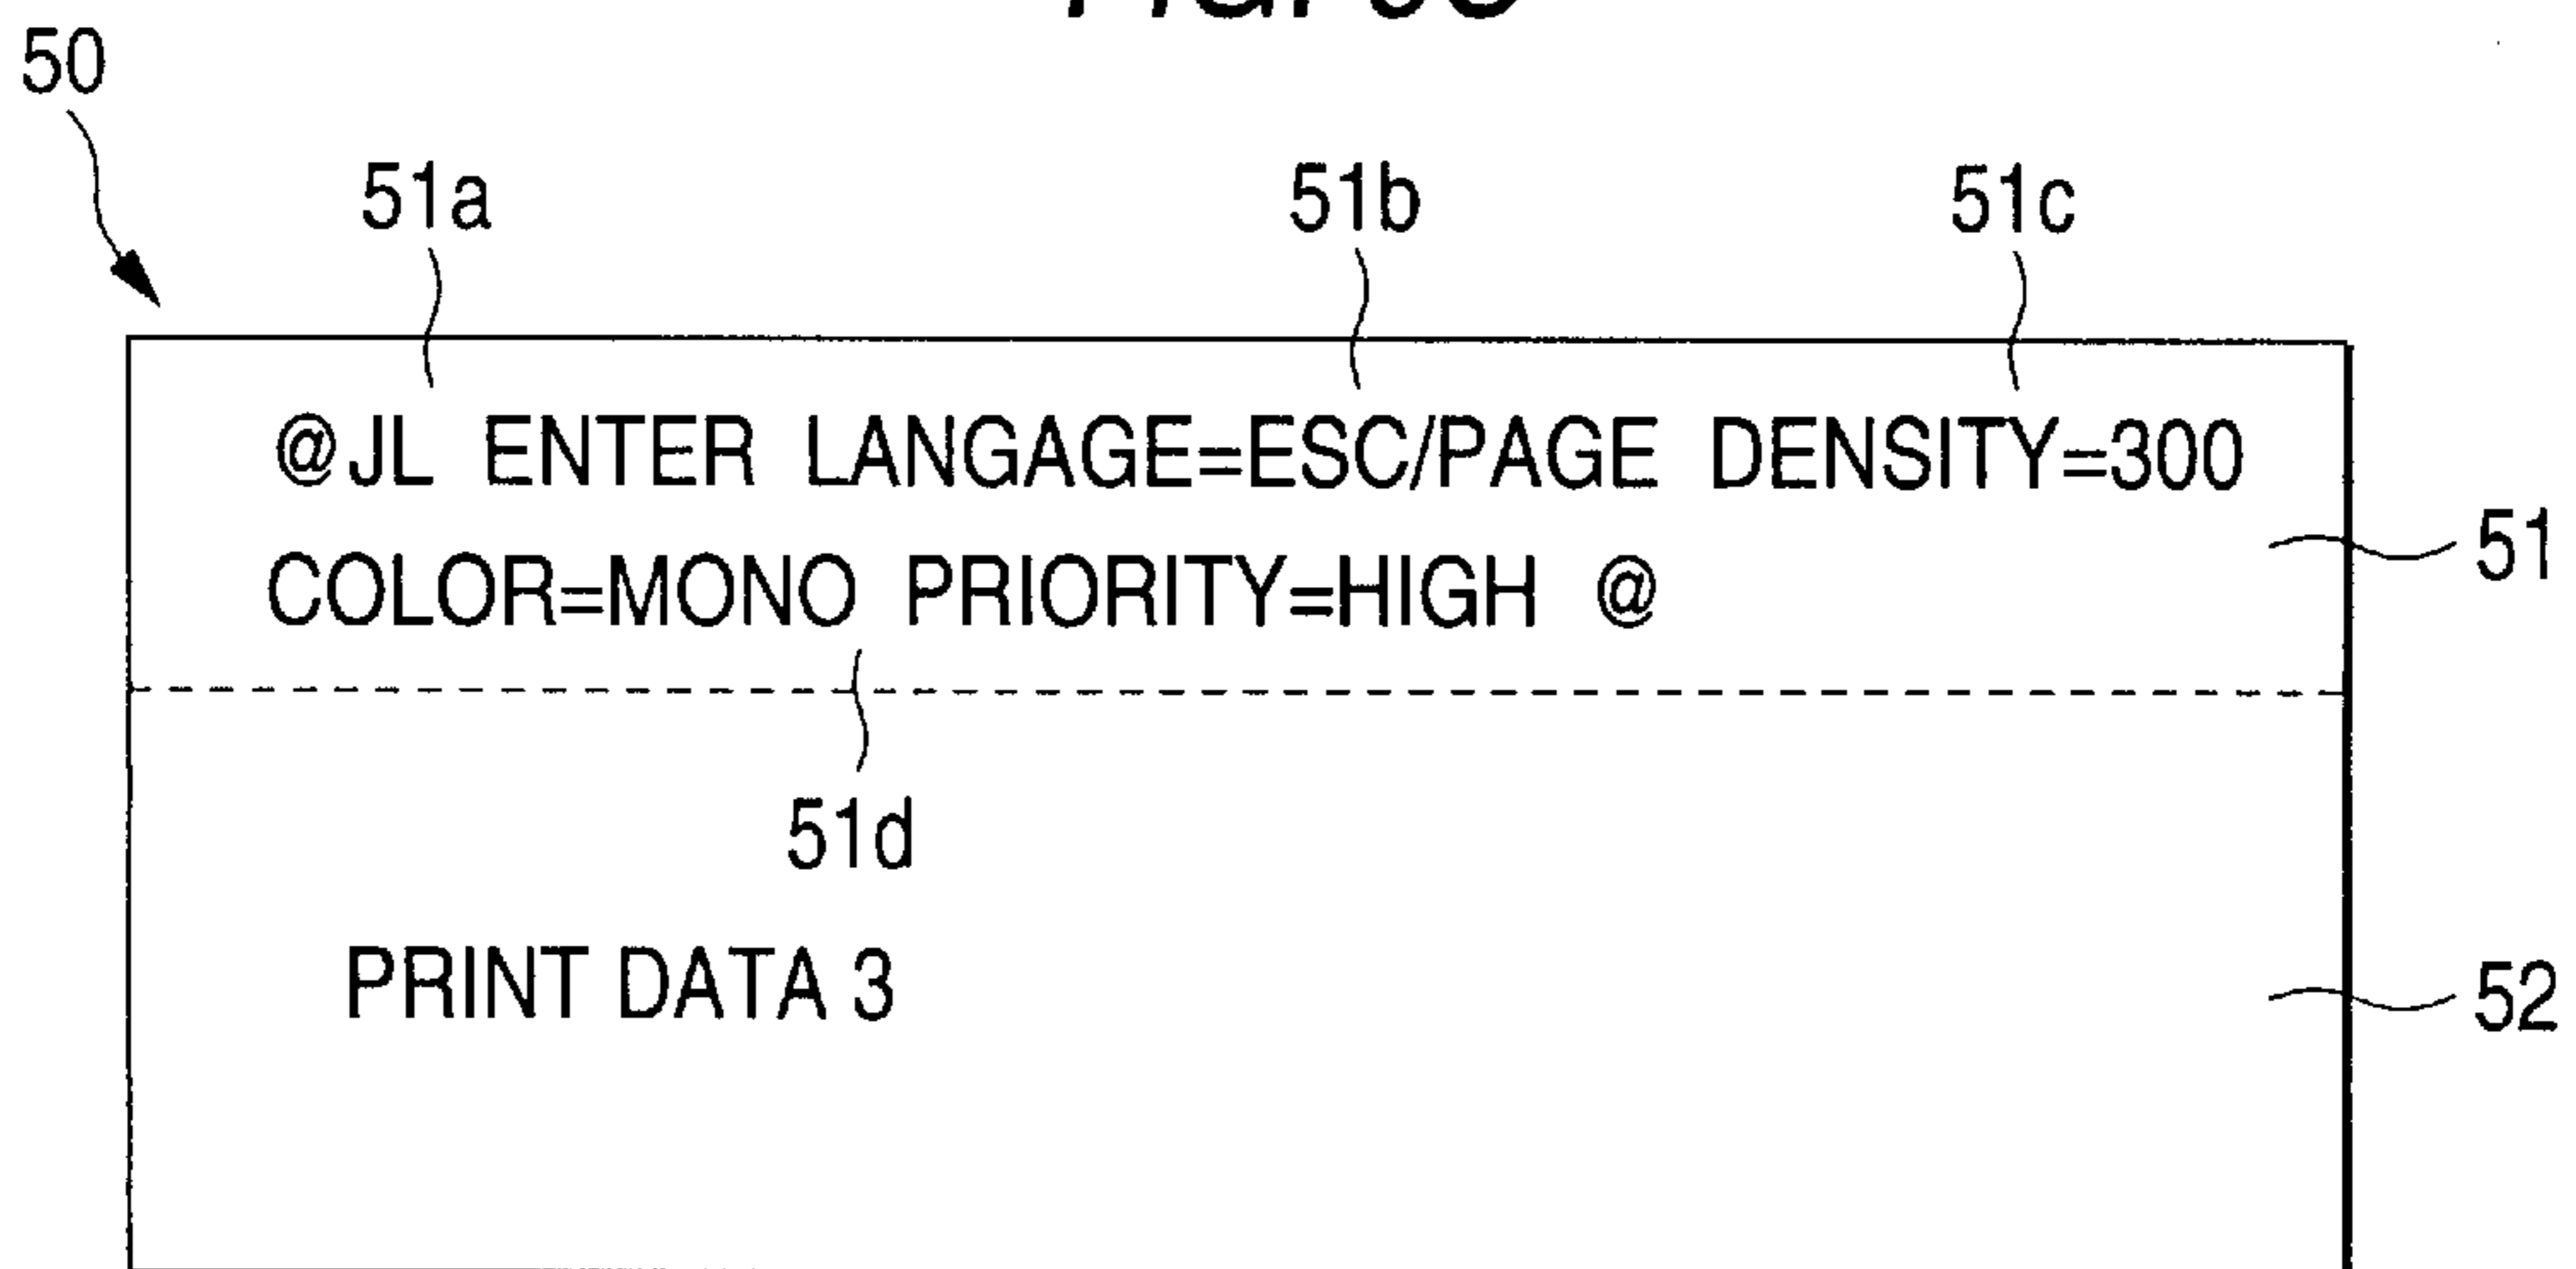 50
51a 51b 51c
@JL ENTER LANGAGE=ESC/PAGE DENSITY=300
51
COLOR=MONO PRIORITY=HIGH @
51d
PRINT DATA 3
52